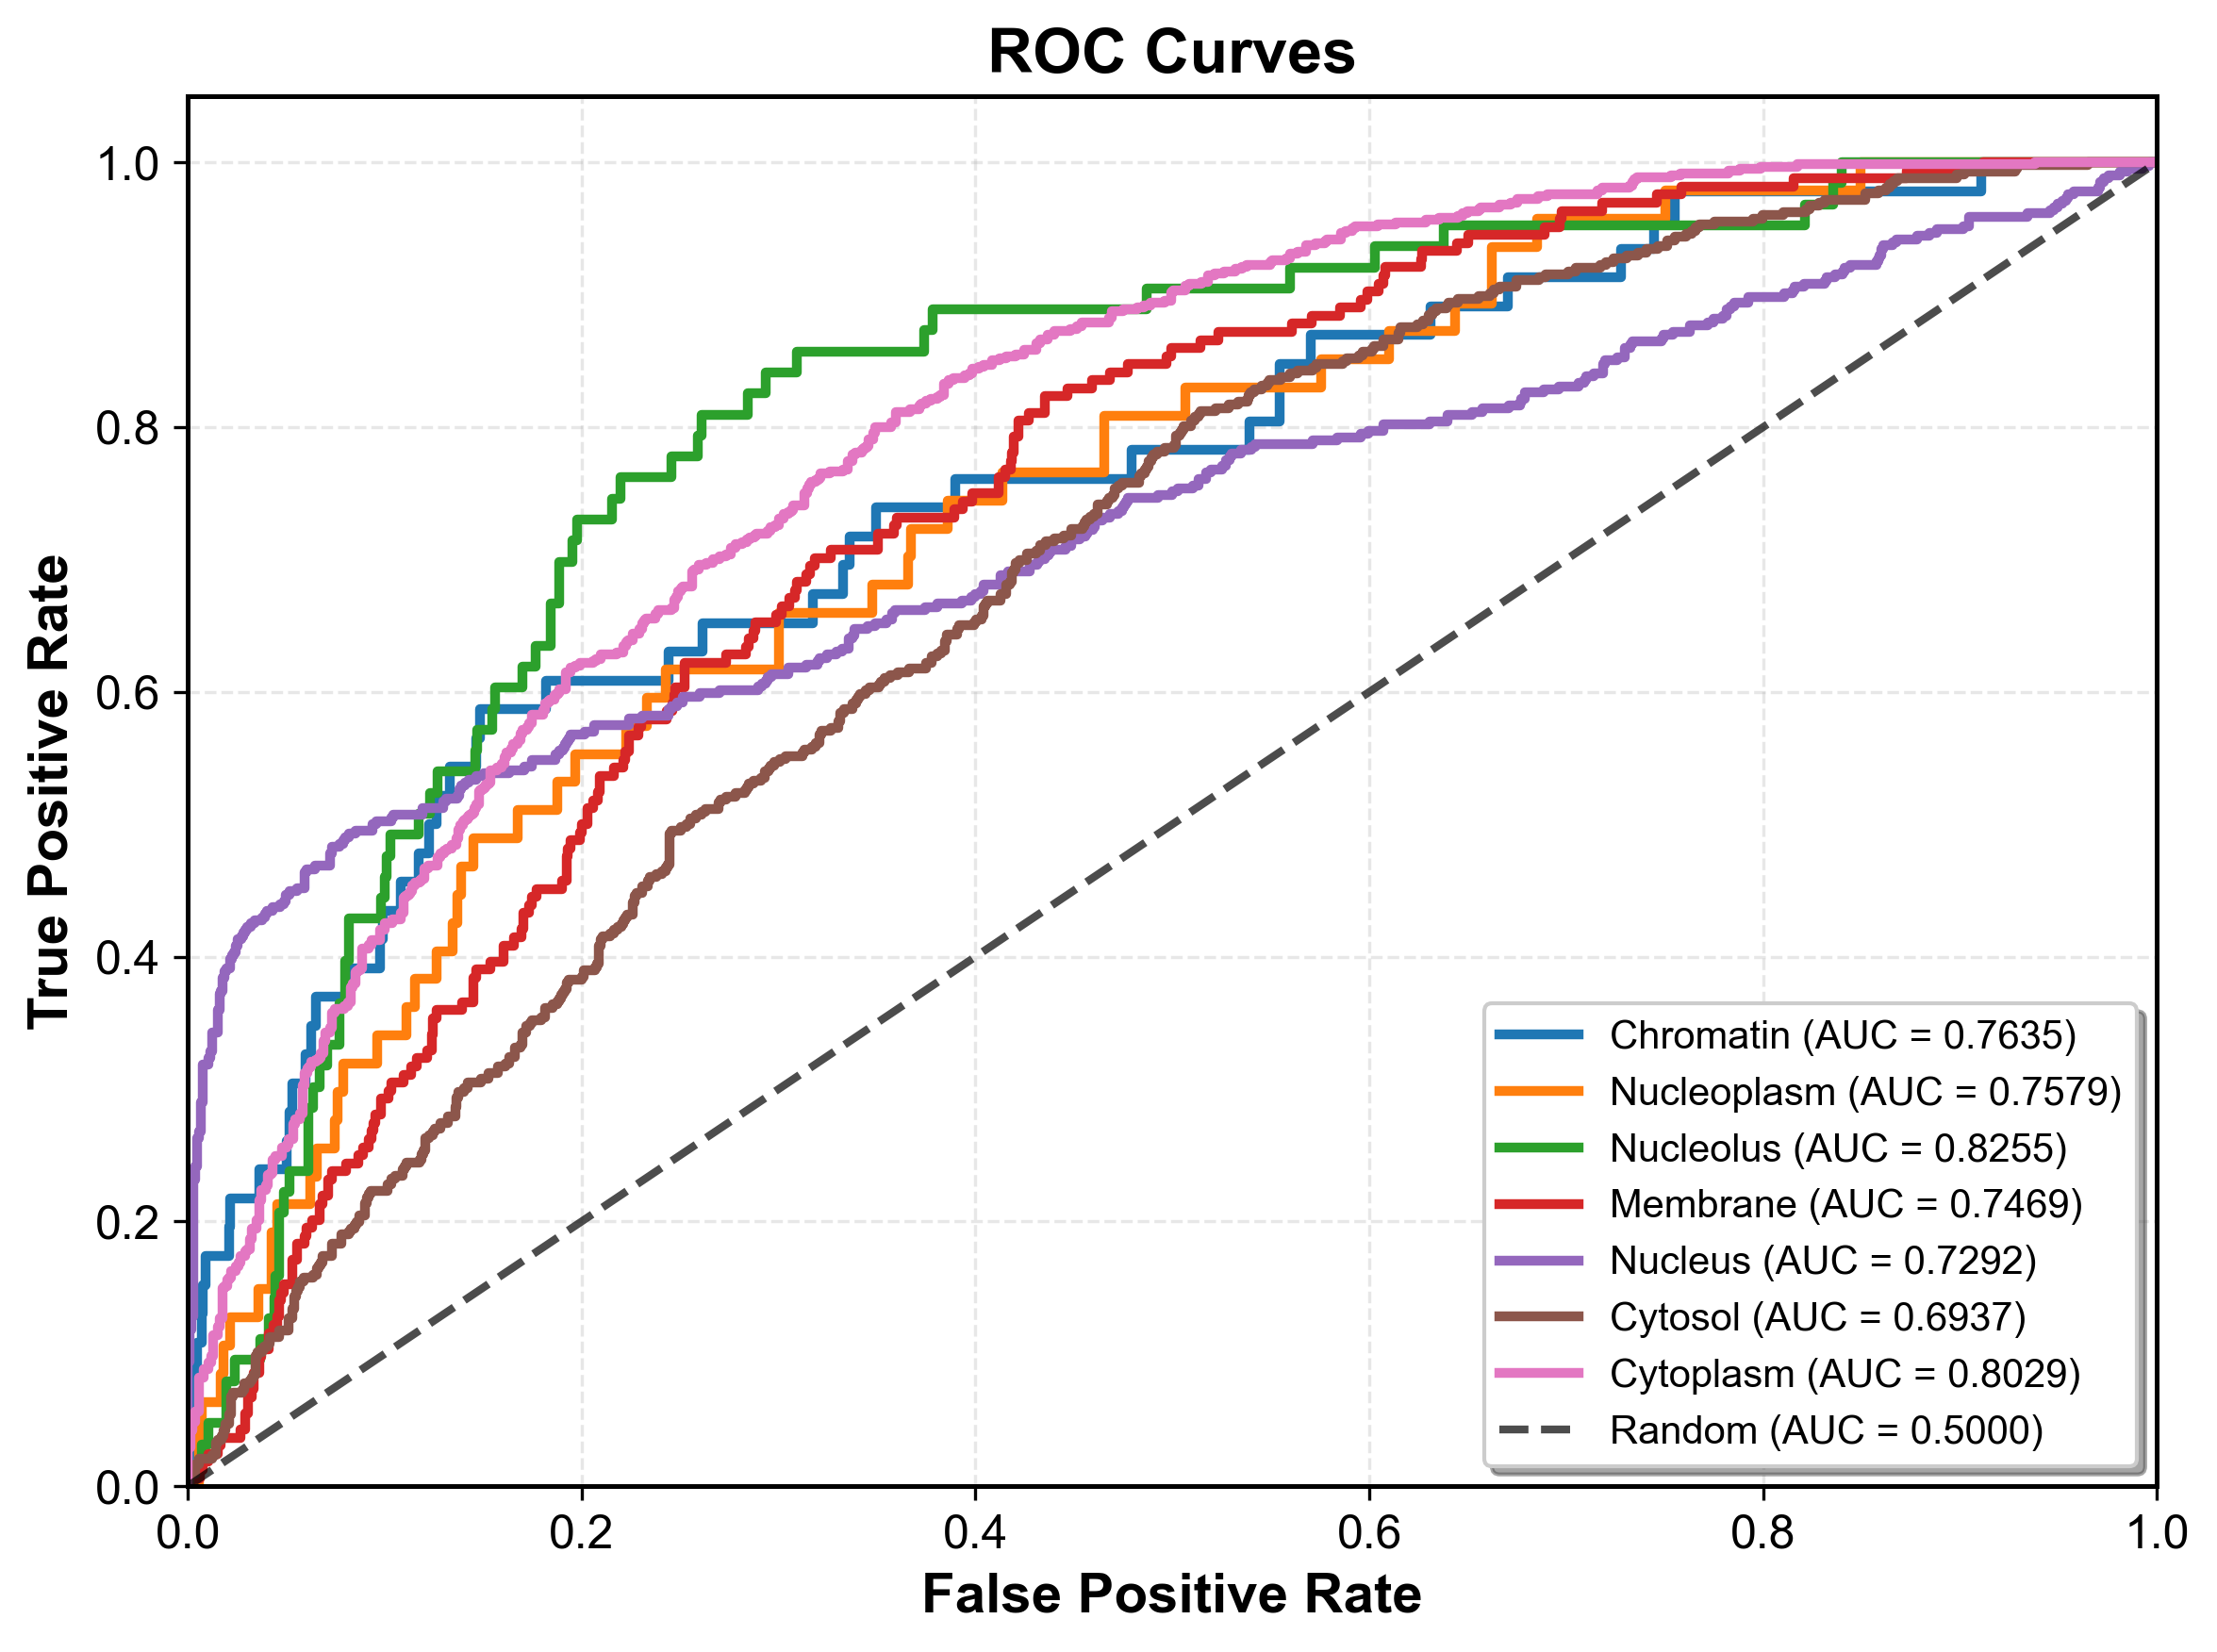 ROC Curves
True Positive Rate
1.0
0.8
0.6
0.4
0.2
0.0
0.0 0.2 0.4 0.6 0.8 1.0
False Positive Rate
Chromatin (AUC = 0.7635)
Nucleoplasm (AUC = 0.7579)
Nucleolus (AUC = 0.8255)
Membrane (AUC = 0.7469)
Nucleus (AUC = 0.7292)
Cytosol (AUC = 0.6937)
Cytoplasm (AUC = 0.8029)
Random (AUC = 0.5000)